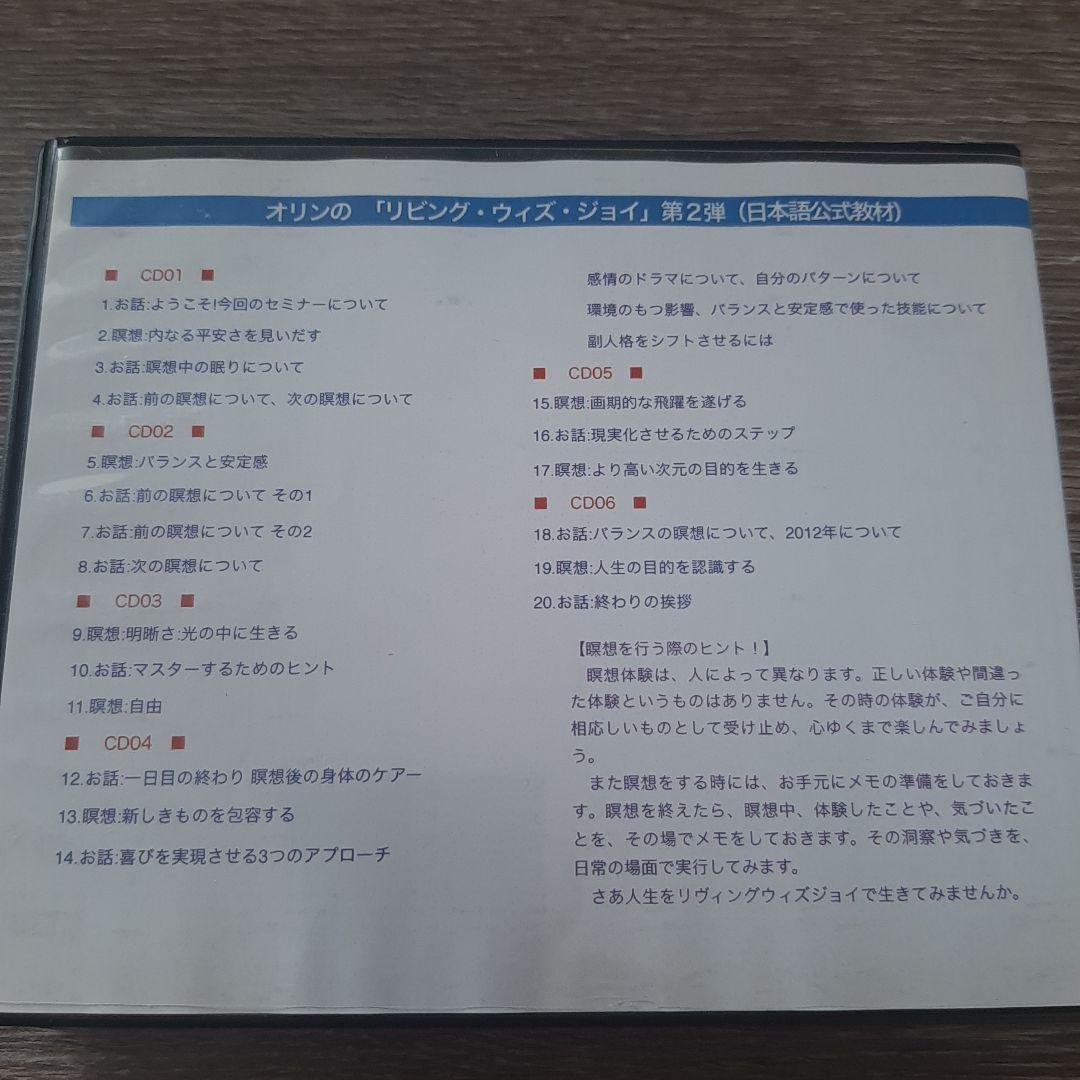 オリンの 「リビング・ウィズ・ジョイ」第2弾（日本語公式教材）
■ CD01 ■
1.お話:ようこそ!今回のセミナーについて
2.瞑想:内なる平安さを見いだす
3.お話:瞑想中の眠りについて
4.お話:前の瞑想について、次の瞑想について
■ CD02 ■
5.瞑想:バランスと安定感
6.お話:前の瞑想について その1
7.お話:前の瞑想について その2
8.お話:次の瞑想について
■ CD03 ■
9.瞑想:明晰さ:光の中に生きる
10.お話:マスターするためのヒント
11.瞑想:自由
■ CD04 ■
12.お話:一日目の終わり 瞑想後の身体のケアー
13.瞑想:新しきものを包容する
14.お話:喜びを実現させる3つのアプローチ
感情のドラマについて、自分のパターンについて
環境のもつ影響、バランスと安定感で使った技能について
副人格をシフトさせるには
■ CD05 ■
15.瞑想:画期的な飛躍を遂げる
16.お話:現実化させるためのステップ
17.瞑想:より高い次元の目的を生きる
■ CD06 ■
18.お話:バランスの瞑想について、2012年について
19.瞑想:人生の目的を認識する
20.お話:終わりの挨拶
【瞑想を行う際のヒント！】
瞑想体験は、人によって異なります。正しい体験や間違っ
た体験というものはありません。その時の体験が、ご自分に
相応しいものとして受け止め、心ゆくまで楽しんでみましょ
う。
また瞑想をする時には、お手元にメモの準備をしておきま
す。瞑想を終えたら、瞑想中、体験したことや、気づいたこ
とを、その場でメモをしておきます。その洞察や気づきを、
日常の場面で実行してみます。
さあ人生をリヴィングウィズジョイで生きてみませんか。